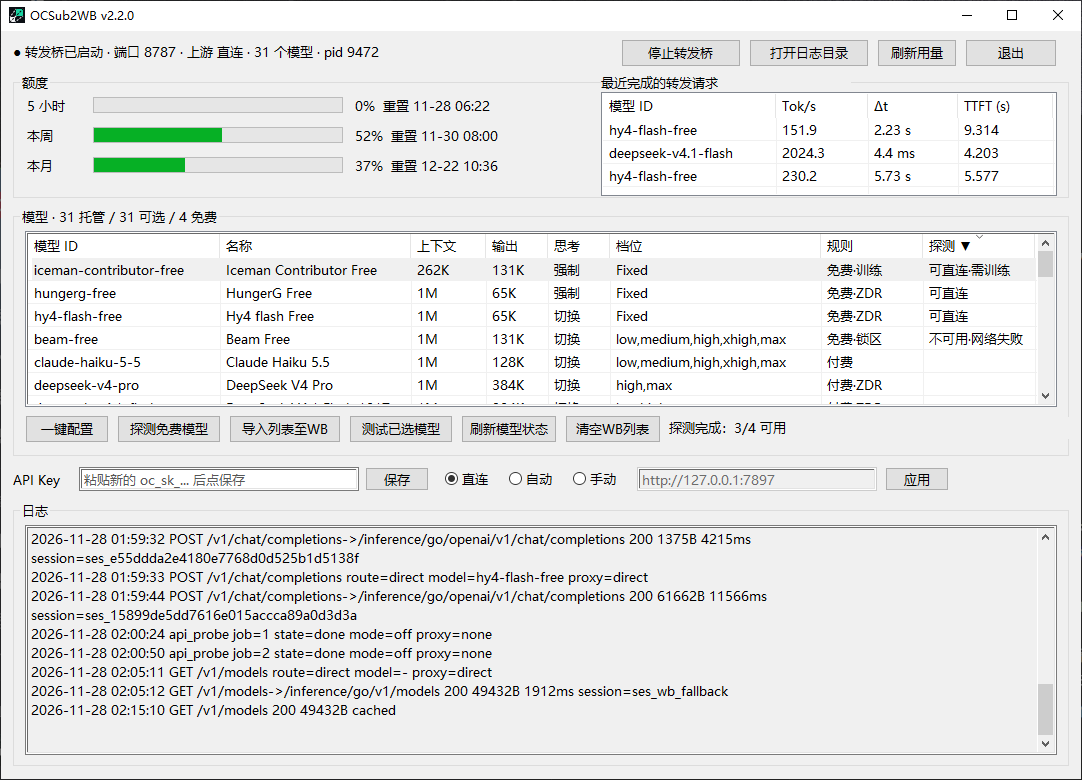 OCSub2WB v2.2.0
● 转发桥已启动 · 端口 8787 · 上游 直连 · 31 个模型 · pid 9472
停止转发桥 打开日志目录 刷新用量 退出
额度
5 小时 0% 重置 11-28 06:22
本周 52% 重置 11-30 08:00
本月 37% 重置 12-22 10:36
最近完成的转发请求
模型 ID Tok/s Δt TTFT (s)
hy4-flash-free 151.9 2.23 s 9.314
deepseek-v4.1-flash 2024.3 4.4 ms 4.203
hy4-flash-free 230.2 5.73 s 5.577
模型 · 31 托管 / 31 可选 / 4 免费
模型 ID 名称 上下文 输出 思考 档位 规则 探测 ▼
iceman-contributor-free Iceman Contributor Free 262K 131K 强制 Fixed 免费·训练 可直连·需训练
hungerg-free HungerG Free 1M 65K 强制 Fixed 免费·ZDR 可直连
hy4-flash-free Hy4 flash Free 1M 65K 切换 Fixed 免费·ZDR 可直连
beam-free Beam Free 1M 131K 切换 low,medium,high,xhigh,max 免费·锁区 不可用·网络失败
claude-haiku-5-5 Claude Haiku 5.5 1M 128K 切换 low,medium,high,xhigh,max 付费
deepseek-v4-pro DeepSeek V4 Pro 1M 384K 切换 high,max 付费·ZDR
一键配置 探测免费模型 导入列表至WB 测试已选模型 刷新模型状态 清空WB列表 探测完成：3/4 可用
API Key 粘贴新的 oc_sk_... 后点保存 保存 直连 自动 手动 http://127.0.0.1:7897 应用
日志
2026-11-28 01:59:32 POST /v1/chat/completions->/inference/go/openai/v1/chat/completions 200 1375B 4215ms
session=ses_e55ddda2e4180e7768d0d525b1d5138f
2026-11-28 01:59:33 POST /v1/chat/completions route=direct model=hy4-flash-free proxy=direct
2026-11-28 01:59:44 POST /v1/chat/completions->/inference/go/openai/v1/chat/completions 200 61662B 11566ms
session=ses_15899de5dd7616e015accca89a0d3d3a
2026-11-28 02:00:24 api_probe job=1 state=done mode=off proxy=none
2026-11-28 02:00:50 api_probe job=2 state=done mode=off proxy=none
2026-11-28 02:05:11 GET /v1/models route=direct model=- proxy=direct
2026-11-28 02:05:12 GET /v1/models->/inference/go/v1/models 200 49432B 1912ms session=ses_wb_fallback
2026-11-28 02:15:10 GET /v1/models 200 49432B cached